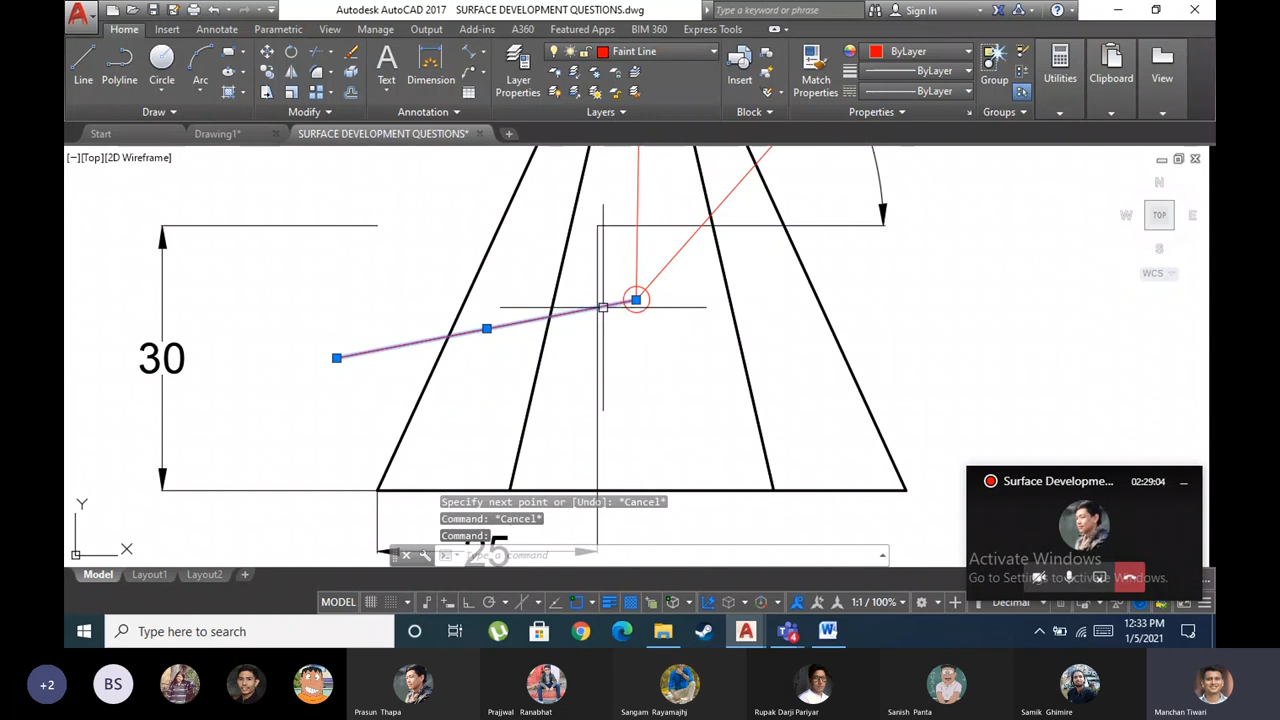 Autodesk AutoCAD 2017 SURFACE DEVELOPMENT QUESTIONS.dwg
Type a keyword or phrase
Sign In
Home Insert Annotate Parametric View Manage Output Add-ins A360 Featured Apps BIM 360 Express Tools
Faint Line
ByLayer
ByLayer
ByLayer
Line Polyline Circle Arc Text Dimension Layer Properties Insert Match Properties Group Utilities Clipboard View
Draw Modify Annotation Layers Block Properties Groups
Start Drawing1* SURFACE DEVELOPMENT QUESTIONS*
[−][Top][2D Wireframe]
N
W TOP E
S
WCS
30
Surface Developme... 02:29:04
Y
X
Specify next point or [Undo]: *Cancel*
Command: *Cancel*
Command:
25
Type a command
Activate Windows
Go to Settings to activate Windows.
Model Layout1 Layout2
MODEL 1:1 / 100% Decimal
Type here to search
12:33 PM
1/5/2021
+2 BS Prasun Thapa Prajjwal Ranabhat Sangam Rayamajhj Rupak Darji Pariyar Sanish Panta Samik Ghimire Manchan Tiwari